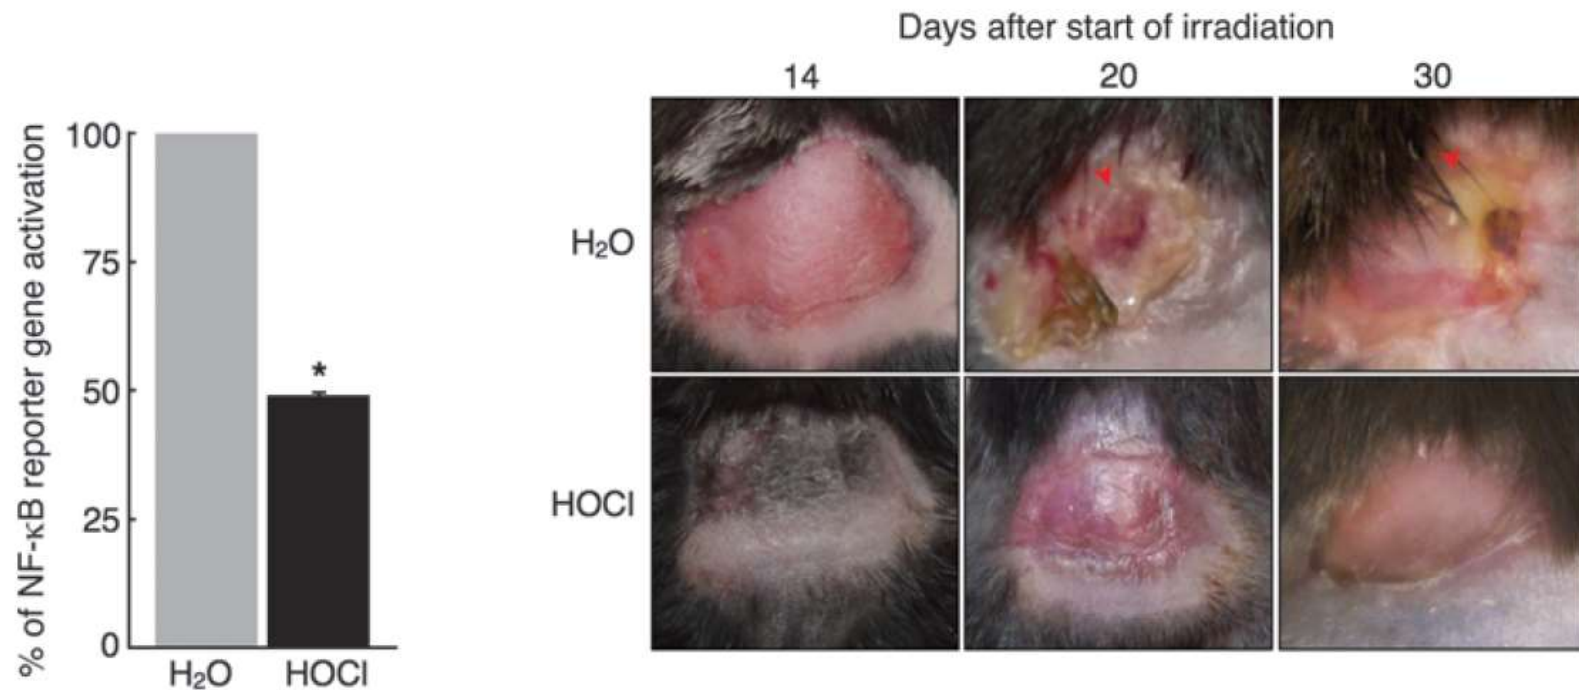 % of NF-κB reporter gene activation
100
75
50
25
0
*
H₂O
HOCl
Days after start of irradiation
14
20
30
H₂O
HOCl